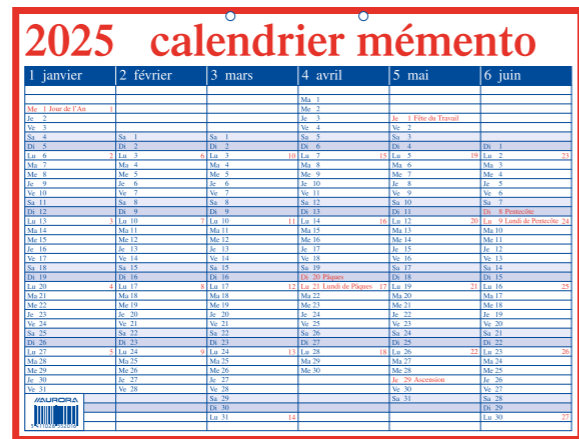 2025 calendrier mémento
1 janvier
Me 1 Jour de l'An 1
Je 2
Ve 3
Sa 4
Di 5
Lu 6 2
Ma 7
Me 8
Je 9
Ve 10
Sa 11
Di 12
Lu 13 3
Ma 14
Me 15
Je 16
Ve 17
Sa 18
Di 19
Lu 20 4
Ma 21
Me 22
Je 23
Ve 24
Sa 25
Di 26
Lu 27 5
Ma 28
Me 29
Je 30
Ve 31
AURORA
2 février
Sa 1
Di 2
Lu 3 6
Ma 4
Me 5
Je 6
Ve 7
Sa 8
Di 9
Lu 10 7
Ma 11
Me 12
Je 13
Ve 14
Sa 15
Di 16
Lu 17 8
Ma 18
Me 19
Je 20
Ve 21
Sa 22
Di 23
Lu 24 9
Ma 25
Me 26
Je 27
Ve 28
3 mars
Sa 1
Di 2
Lu 3 10
Ma 4
Me 5
Je 6
Ve 7
Sa 8
Di 9
Lu 10 11
Ma 11
Me 12
Je 13
Ve 14
Sa 15
Di 16
Lu 17 12
Ma 18
Me 19
Je 20
Ve 21
Sa 22
Di 23
Lu 24 13
Ma 25
Me 26
Je 27
Ve 28
Sa 29
Di 30
Lu 31 14
4 avril
Ma 1
Me 2
Je 3
Ve 4
Sa 5
Di 6
Lu 7 15
Ma 8
Me 9
Je 10
Ve 11
Sa 12
Di 13
Lu 14 16
Ma 15
Me 16
Je 17
Ve 18
Sa 19
Di 20 Pâques
Lu 21 Lundi de Pâques 17
Ma 22
Me 23
Je 24
Ve 25
Sa 26
Di 27
Lu 28 18
Ma 29
Me 30
5 mai
Je 1 Fête du Travail
Ve 2
Sa 3
Di 4
Lu 5 19
Ma 6
Me 7
Je 8
Ve 9
Sa 10
Di 11
Lu 12 20
Ma 13
Me 14
Je 15
Ve 16
Sa 17
Di 18
Lu 19 21
Ma 20
Me 21
Je 22
Ve 23
Sa 24
Di 25
Lu 26 22
Ma 27
Me 28
Je 29 Ascension
Ve 30
Sa 31
6 juin
Di 1
Lu 2 23
Ma 3
Me 4
Je 5
Ve 6
Sa 7
Di 8 Pentecôte
Lu 9 Lundi de Pentecôte 24
Ma 10
Me 11
Je 12
Ve 13
Sa 14
Di 15
Lu 16 25
Ma 17
Me 18
Je 19
Ve 20
Sa 21
Di 22
Lu 23 26
Ma 24
Me 25
Je 26
Ve 27
Sa 28
Di 29
Lu 30 27